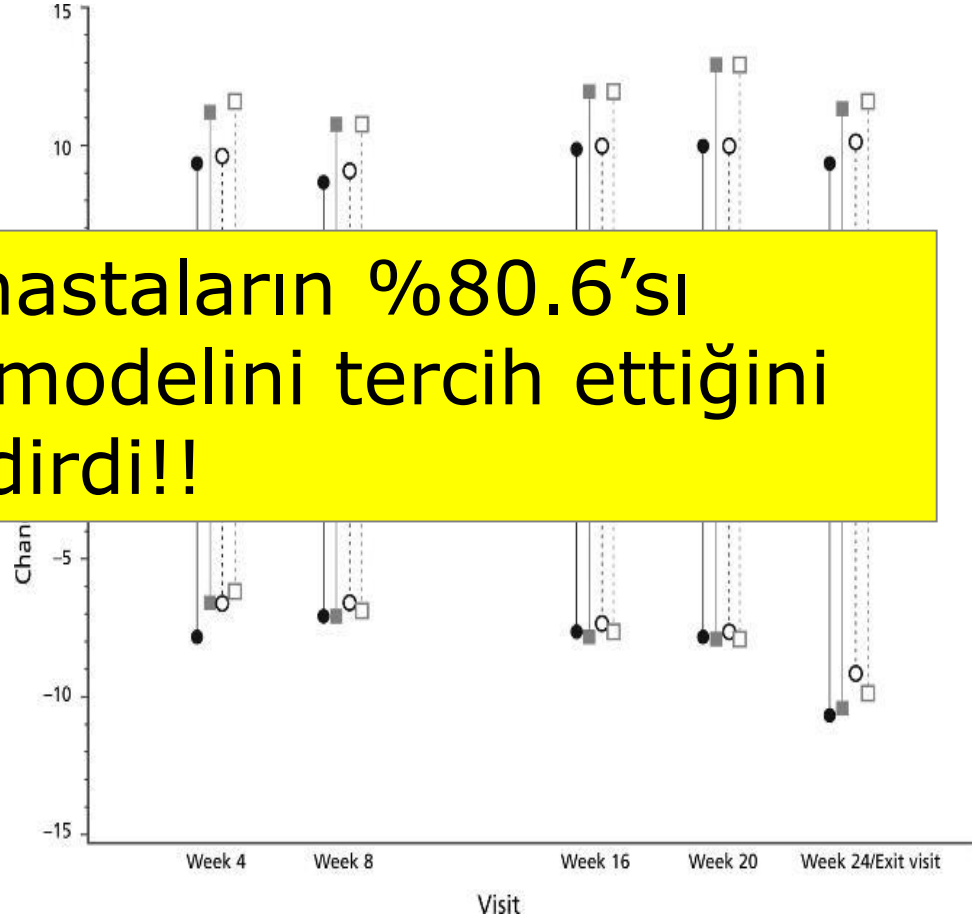 15
10
hastaların %80.6’sı
modelini tercih ettiğini
dirdi!!
Chan
–5
–10
–15
Week 4 Week 8 Week 16 Week 20 Week 24/Exit visit
Visit